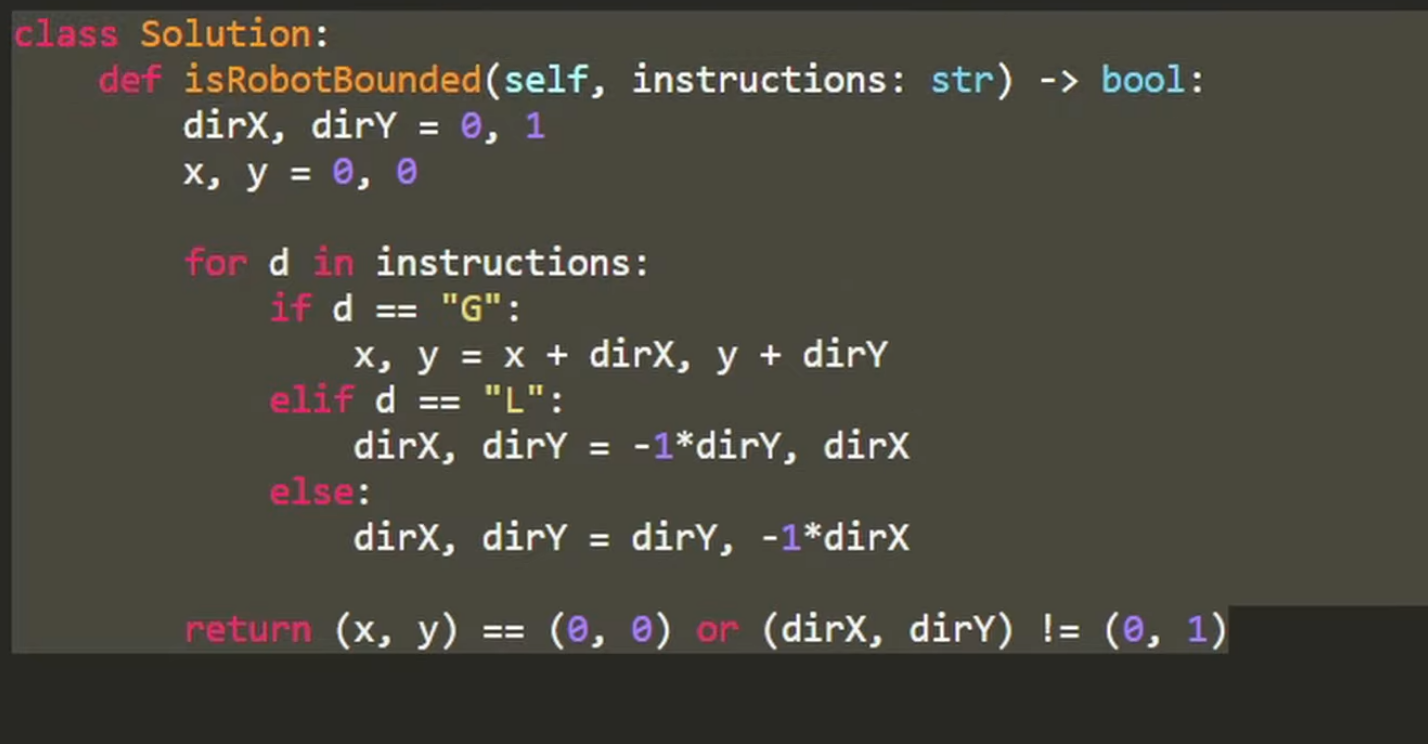 class Solution:
    def isRobotBounded(self, instructions: str) -> bool:
        dirX, dirY = 0, 1
        x, y = 0, 0

        for d in instructions:
            if d == "G":
                x, y = x + dirX, y + dirY
            elif d == "L":
                dirX, dirY = -1*dirY, dirX
            else:
                dirX, dirY = dirY, -1*dirX

        return (x, y) == (0, 0) or (dirX, dirY) != (0, 1)